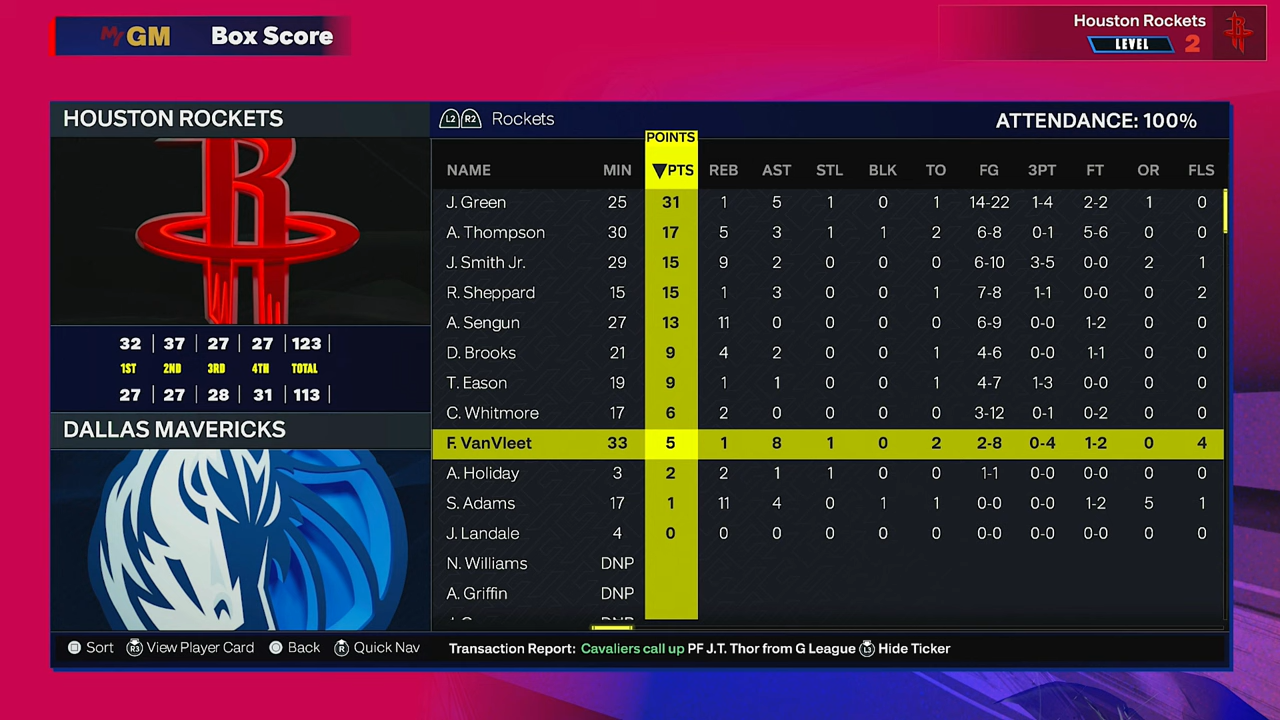 MyGM Box Score
Houston Rockets
LEVEL 2
HOUSTON ROCKETS
32 37 27 27 123
1ST 2ND 3RD 4TH TOTAL
27 27 28 31 113
DALLAS MAVERICKS
L2 R2 Rockets ATTENDANCE: 100%
POINTS
NAME MIN ▼PTS REB AST STL BLK TO FG 3PT FT OR FLS
J. Green 25 31 1 5 1 0 1 14-22 1-4 2-2 1 0
A. Thompson 30 17 5 3 1 1 2 6-8 0-1 5-6 0 0
J. Smith Jr. 29 15 9 2 0 0 0 6-10 3-5 0-0 2 1
R. Sheppard 15 15 1 3 0 0 1 7-8 1-1 0-0 0 2
A. Sengun 27 13 11 0 0 0 0 6-9 0-0 1-2 0 0
D. Brooks 21 9 4 2 0 0 1 4-6 0-0 1-1 0 0
T. Eason 19 9 1 1 0 0 1 4-7 1-3 0-0 0 0
C. Whitmore 17 6 2 0 0 0 0 3-12 0-1 0-2 0 0
F. VanVleet 33 5 1 8 1 0 2 2-8 0-4 1-2 0 4
A. Holiday 3 2 2 1 1 0 0 1-1 0-0 0-0 0 0
S. Adams 17 1 11 4 0 1 1 0-0 0-0 1-2 5 1
J. Landale 4 0 0 0 0 0 0 0-0 0-0 0-0 0 0
N. Williams DNP
A. Griffin DNP
DNP
Sort R3 View Player Card Back R Quick Nav Transaction Report: Cavaliers call up PF J.T. Thor from G League L3 Hide Ticker